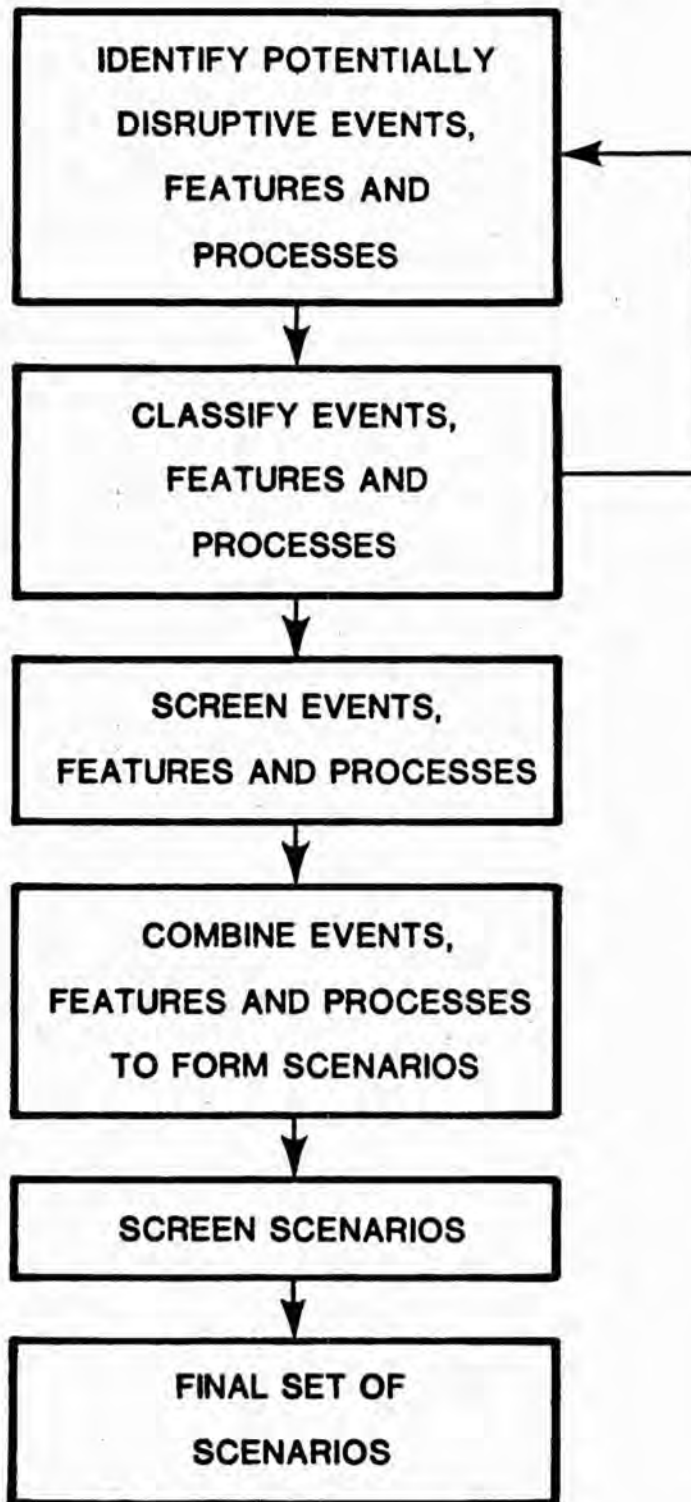 IDENTIFY POTENTIALLY
DISRUPTIVE EVENTS,
FEATURES AND
PROCESSES
CLASSIFY EVENTS,
FEATURES AND
PROCESSES
SCREEN EVENTS,
FEATURES AND PROCESSES
COMBINE EVENTS,
FEATURES AND PROCESSES
TO FORM SCENARIOS
SCREEN SCENARIOS
FINAL SET OF
SCENARIOS